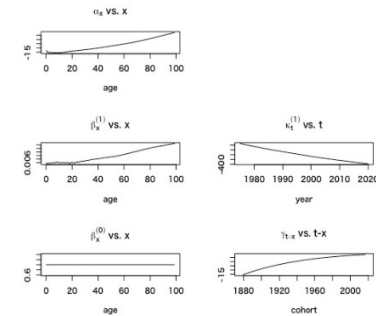 αx vs. x
-15
0 20 40 60 80 100
age
βx(1) vs. x
0.006
0 20 40 60 80 100
age
κt(1) vs. t
-400
1980 1990 2000 2010 2020
year
βx(0) vs. x
0.6
0 20 40 60 80 100
age
γt-x vs. t-x
-15
1880 1920 1960 2000
cohort